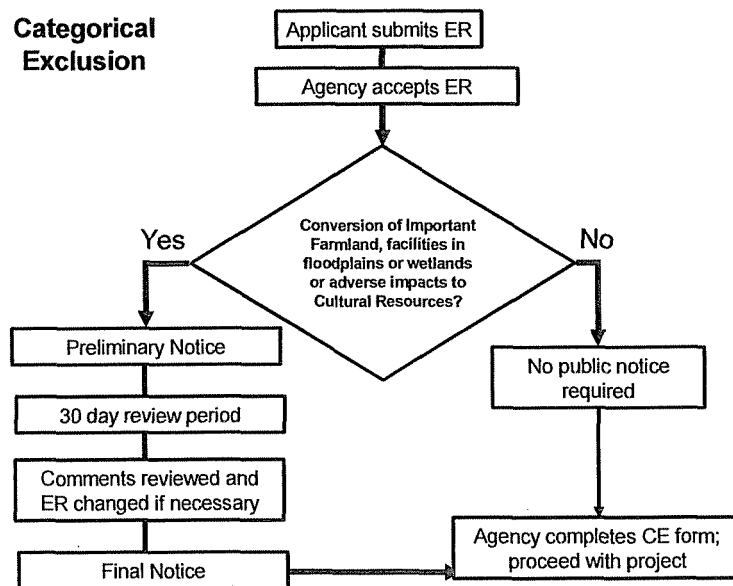 Categorical
Exclusion
Applicant submits ER
Agency accepts ER
Conversion of Important
Farmland, facilities in
floodplains or wetlands
or adverse impacts to
Cultural Resources?
Yes
No
Preliminary Notice
30 day review period
Comments reviewed and
ER changed if necessary
Final Notice
No public notice
required
Agency completes CE form;
proceed with project